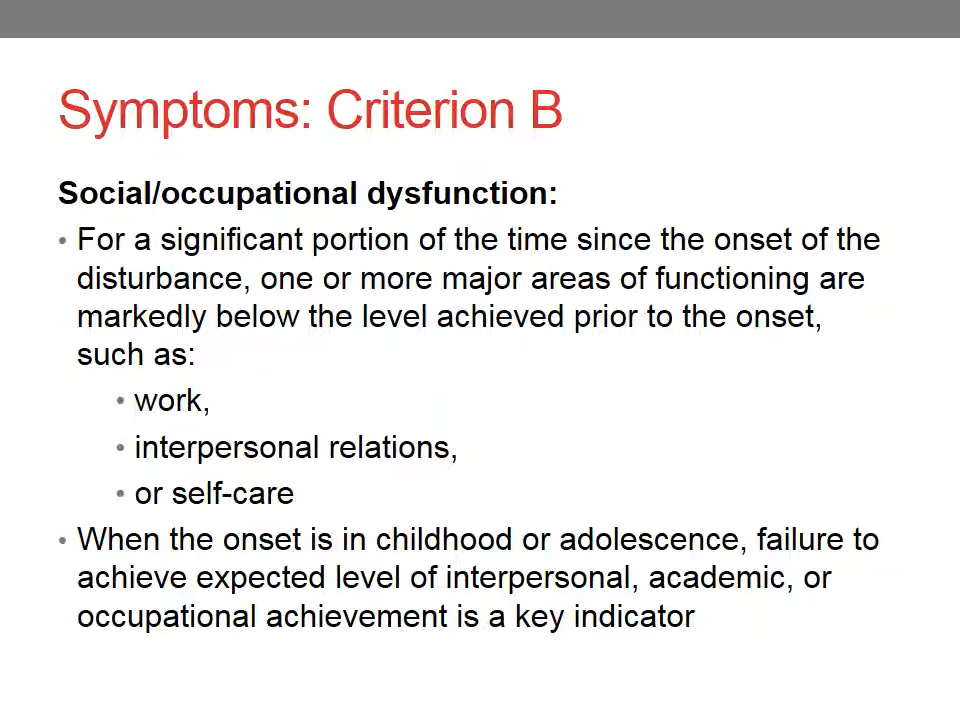 Symptoms: Criterion B
Social/occupational dysfunction:
• For a significant portion of the time since the onset of the
disturbance, one or more major areas of functioning are
markedly below the level achieved prior to the onset,
such as:
• work,
• interpersonal relations,
• or self-care
• When the onset is in childhood or adolescence, failure to
achieve expected level of interpersonal, academic, or
occupational achievement is a key indicator